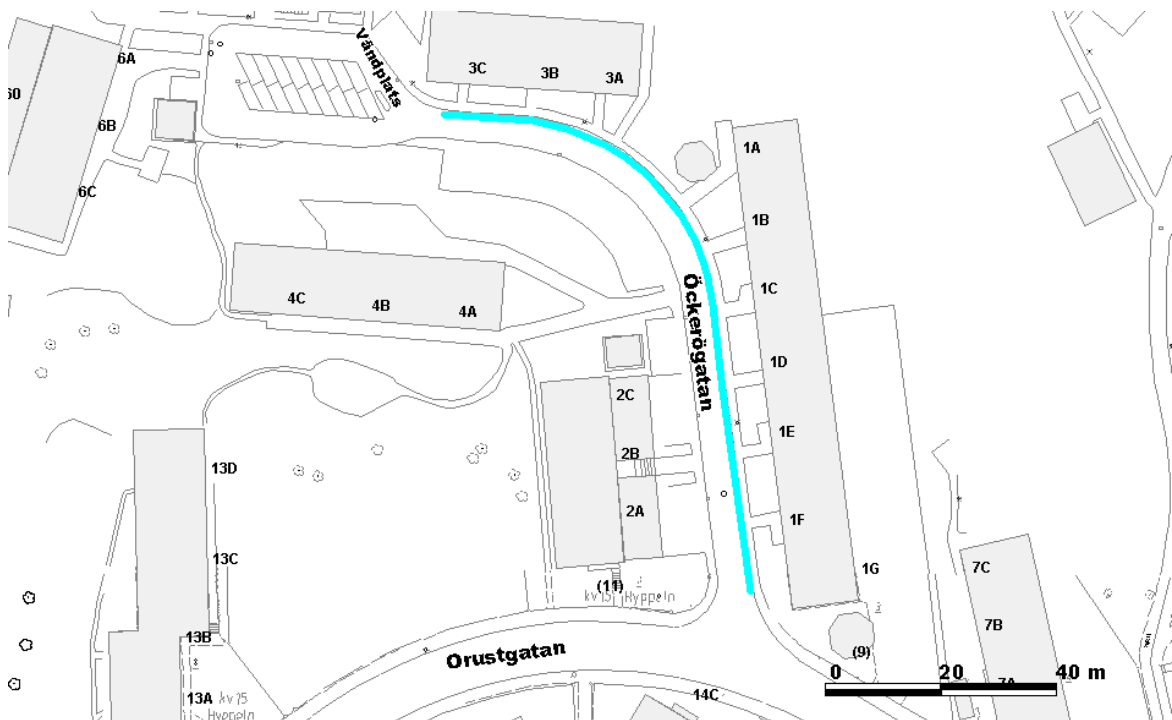 Vändplats
6A
3C
3B
3A
60
6B
1A
6C
1B
Öckerögatan
1C
4C
4B
4A
1D
2C
1E
2B
13D
2A
1F
13C
1G
7C
(11)
kv 15 Hyppeln
7B
13B
(9)
Orustgatan
0 20 40 m
7A
13A
kv 15
Hyppeln
14C